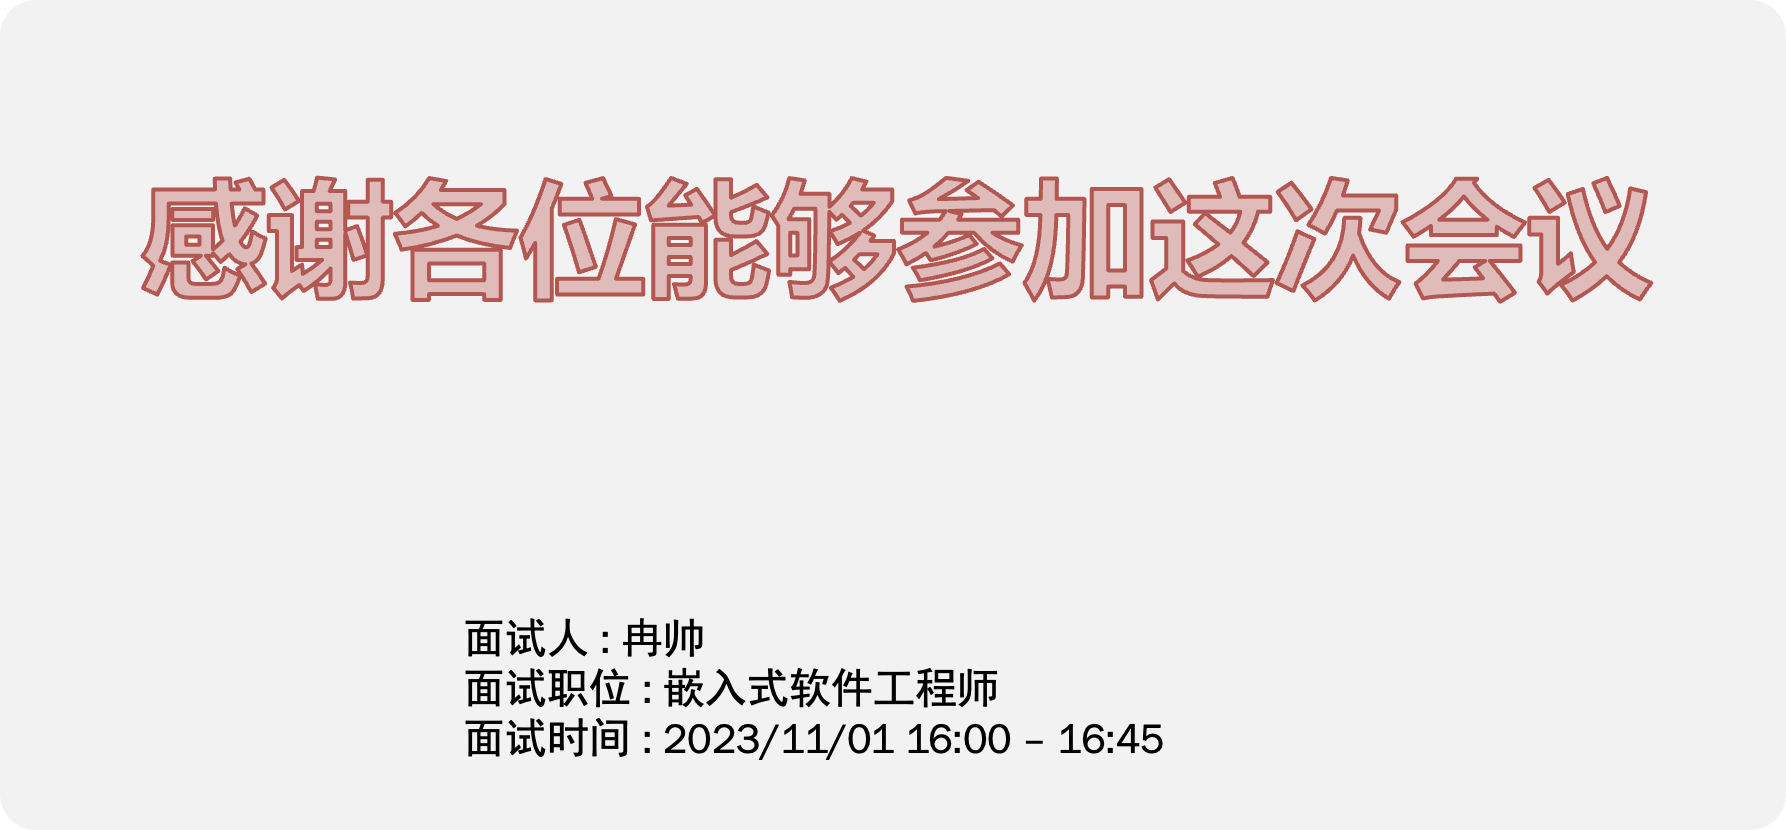 感谢各位能够参加这次会议
面试人 : 冉帅
面试职位 : 嵌入式软件工程师
面试时间 : 2023/11/01 16:00 – 16:45